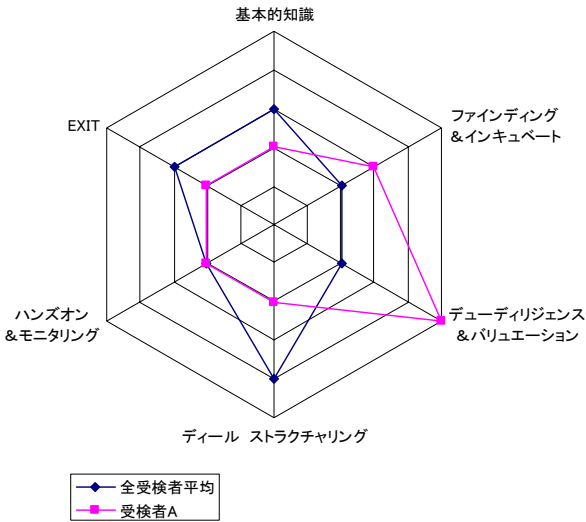 基本的知識
ファインディング
&インキュベート
EXIT
デューディリジェンス
&バリュエーション
ハンズオン
&モニタリング
ディール ストラクチャリング
全受検者平均
受検者A